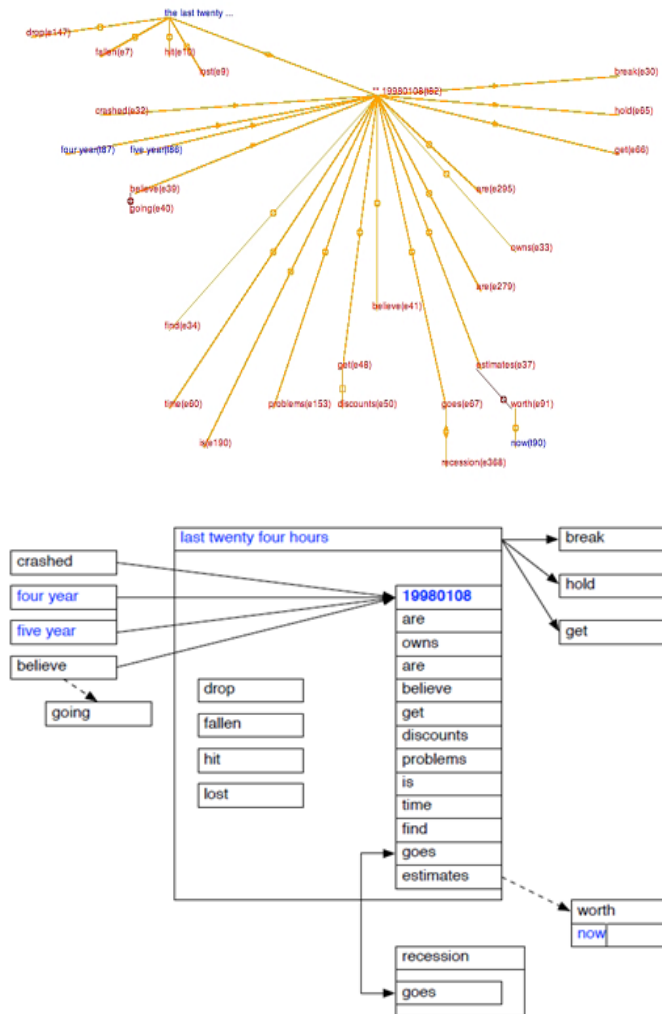 the last twenty ...
drop(e147)
fallen(e7) hit(e10)
lost(e9)
break(e30)
** 19980108(t82)
crashed(e32) hold(e65)
four year(t87) five year(t86) get(e66)
believe(e39) are(e295)
going(e40)
owns(e33)
are(e279)
believe(e41)
find(e34)
get(e48) estimates(e37)
time(e60) problems(e153) discounts(e50) goes(e67) worth(e91)
is(e190) now(t90)
recession(e368)
last twenty four hours break
crashed
four year 19980108 hold
are
five year owns get
believe are
drop believe
going get
fallen discounts
hit problems
is
lost time
find
goes
estimates
worth
now
recession
goes